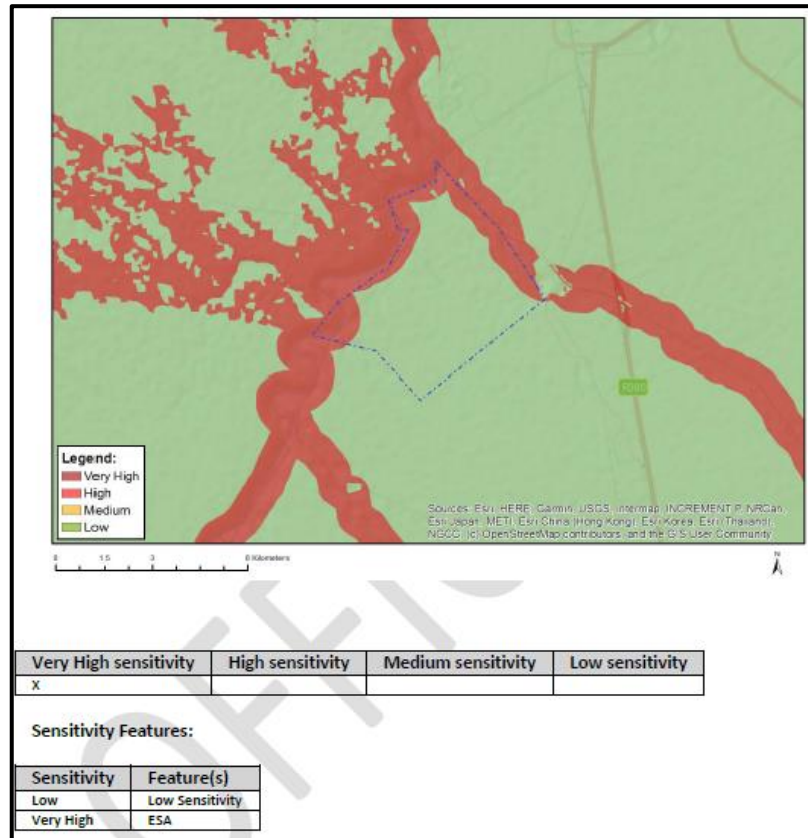 Legend:
Very High
High
Medium
Low
Sources: Esri, HERE, Garmin, USGS, Intermap, INCREMENT P, NRCan,
Esri Japan, METI, Esri China (Hong Kong), Esri Korea, Esri (Thailand),
NGCC, (c) OpenStreetMap contributors, and the GIS User Community
0 1.5 3 6 Kilometers
N
Very High sensitivity High sensitivity Medium sensitivity Low sensitivity
X
Sensitivity Features:
Sensitivity Feature(s)
Low Low Sensitivity
Very High ESA